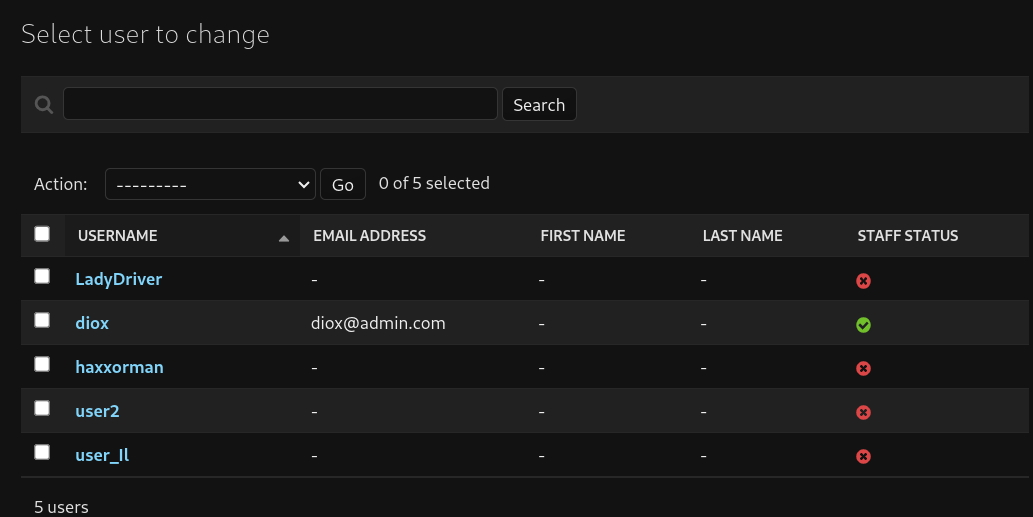 Select user to change
Search
Action: --------- Go 0 of 5 selected
USERNAME EMAIL ADDRESS FIRST NAME LAST NAME STAFF STATUS
LadyDriver - - -
diox diox@admin.com - -
haxxorman - - -
user2 - - -
user_Il - - -
5 users